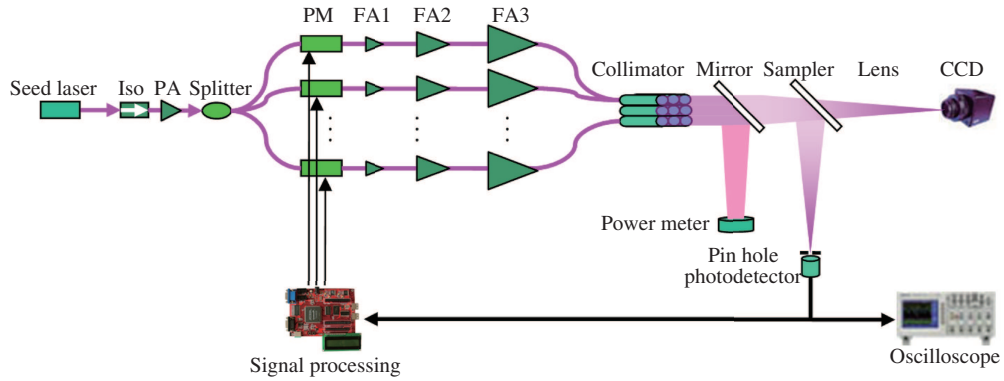 PM FA1 FA2 FA3
Seed laser Iso PA Splitter
Collimator Mirror Sampler Lens CCD
Power meter
Pin hole
photodetector
Signal processing
Oscilloscope